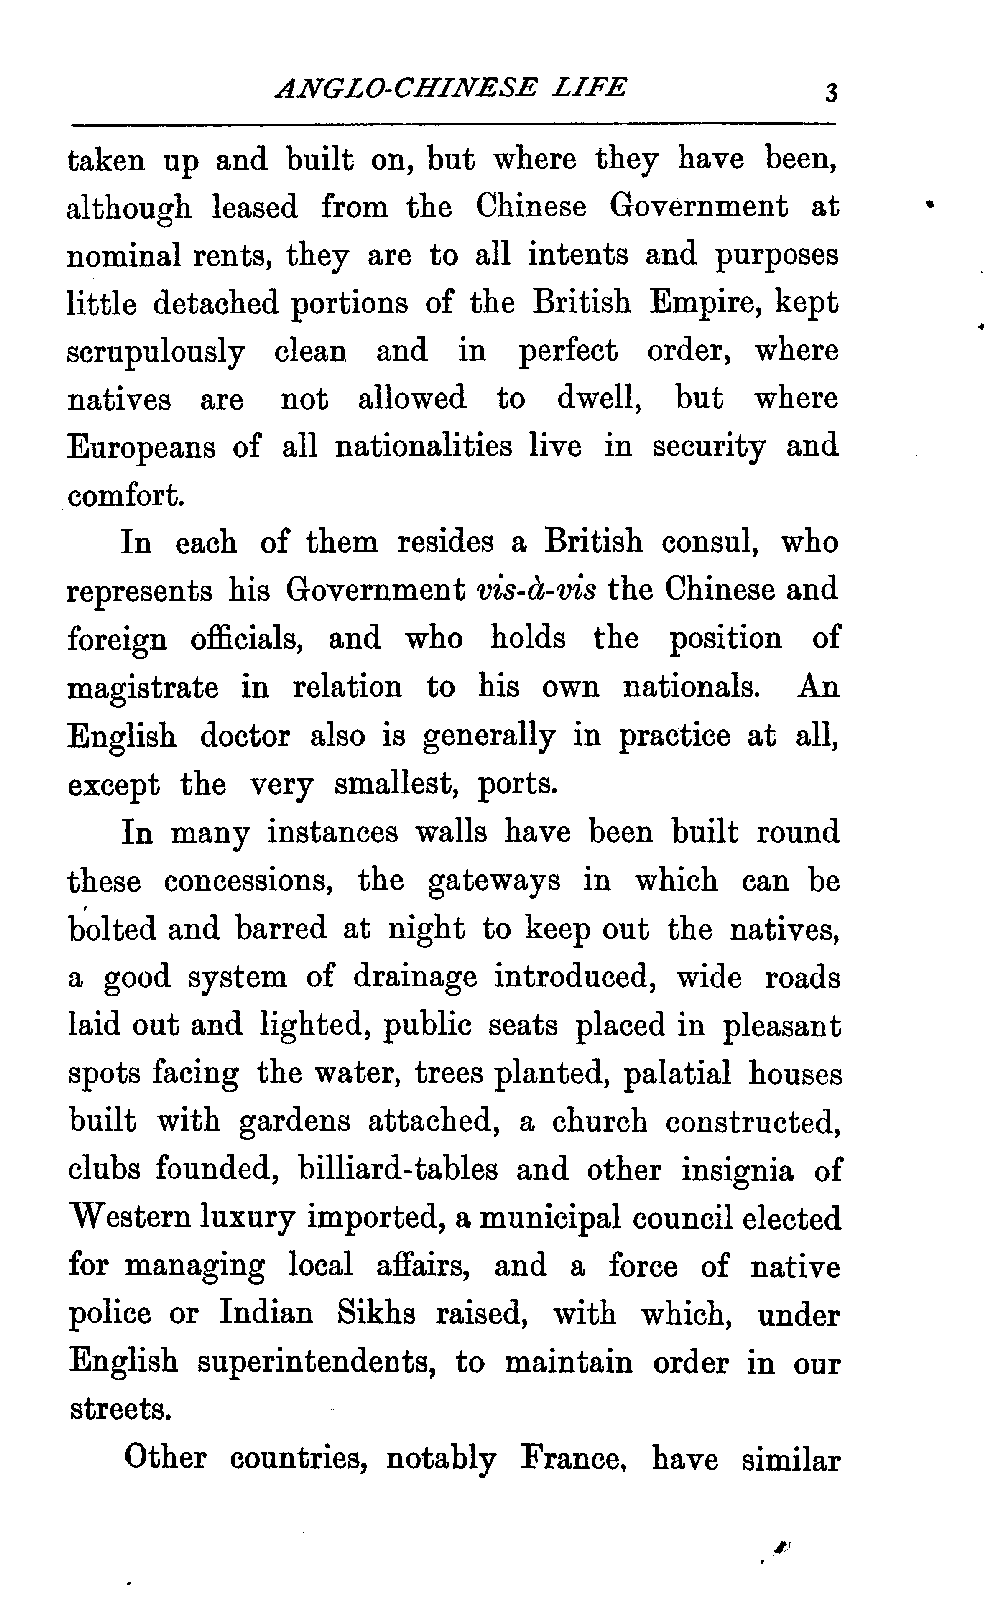 ANGLO-CHINESE LIFE 3
taken up and built on, but where they have been,
although leased from the Chinese Government at
nominal rents, they are to all intents and purposes
little detached portions of the British Empire, kept
scrupulously clean and in perfect order, where
natives are not allowed to dwell, but where
Europeans of all nationalities live in security and
comfort.
In each of them resides a British consul, who
represents his Government vis-à-vis the Chinese and
foreign officials, and who holds the position of
magistrate in relation to his own nationals. An
English doctor also is generally in practice at all,
except the very smallest, ports.
In many instances walls have been built round
these concessions, the gateways in which can be
bolted and barred at night to keep out the natives,
a good system of drainage introduced, wide roads
laid out and lighted, public seats placed in pleasant
spots facing the water, trees planted, palatial houses
built with gardens attached, a church constructed,
clubs founded, billiard-tables and other insignia of
Western luxury imported, a municipal council elected
for managing local affairs, and a force of native
police or Indian Sikhs raised, with which, under
English superintendents, to maintain order in our
streets.
Other countries, notably France, have similar